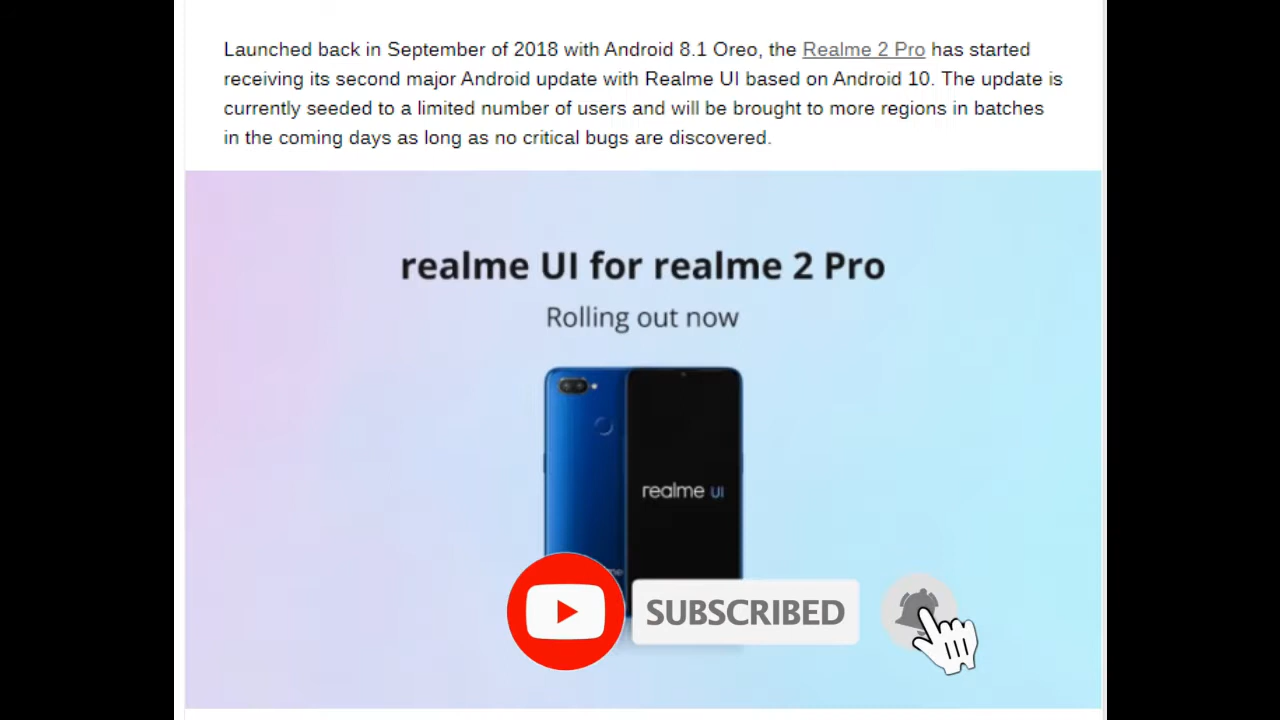 Launched back in September of 2018 with Android 8.1 Oreo, the Realme 2 Pro has started
receiving its second major Android update with Realme UI based on Android 10. The update is
currently seeded to a limited number of users and will be brought to more regions in batches
in the coming days as long as no critical bugs are discovered.
realme UI for realme 2 Pro
Rolling out now
realme UI
SUBSCRIBED